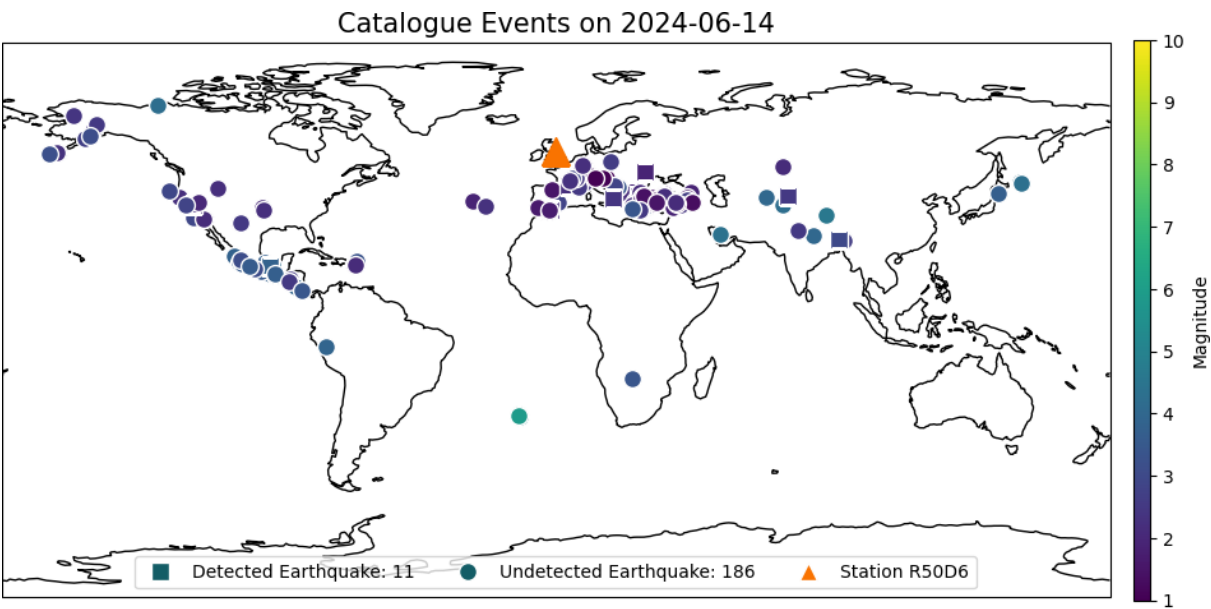 Catalogue Events on 2024-06-14
10
9
8
7
6
5
4
3
2
1
Magnitude
Detected Earthquake: 11
Undetected Earthquake: 186
Station R50D6